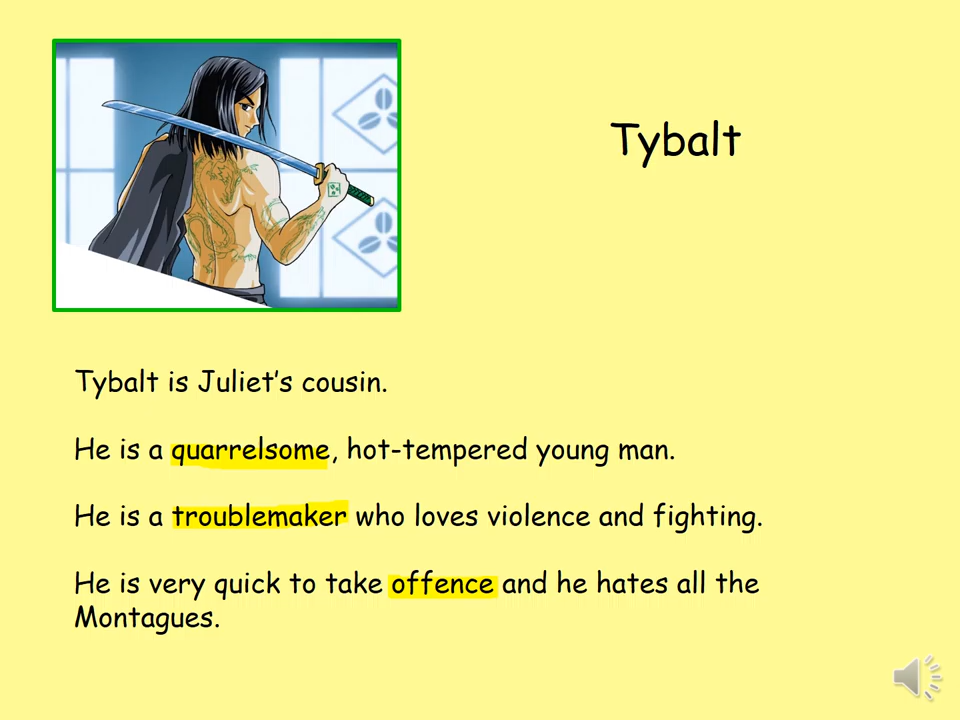 Tybalt
Tybalt is Juliet's cousin.
He is a quarrelsome, hot-tempered young man.
He is a troublemaker who loves violence and fighting.
He is very quick to take offence and he hates all the
Montagues.